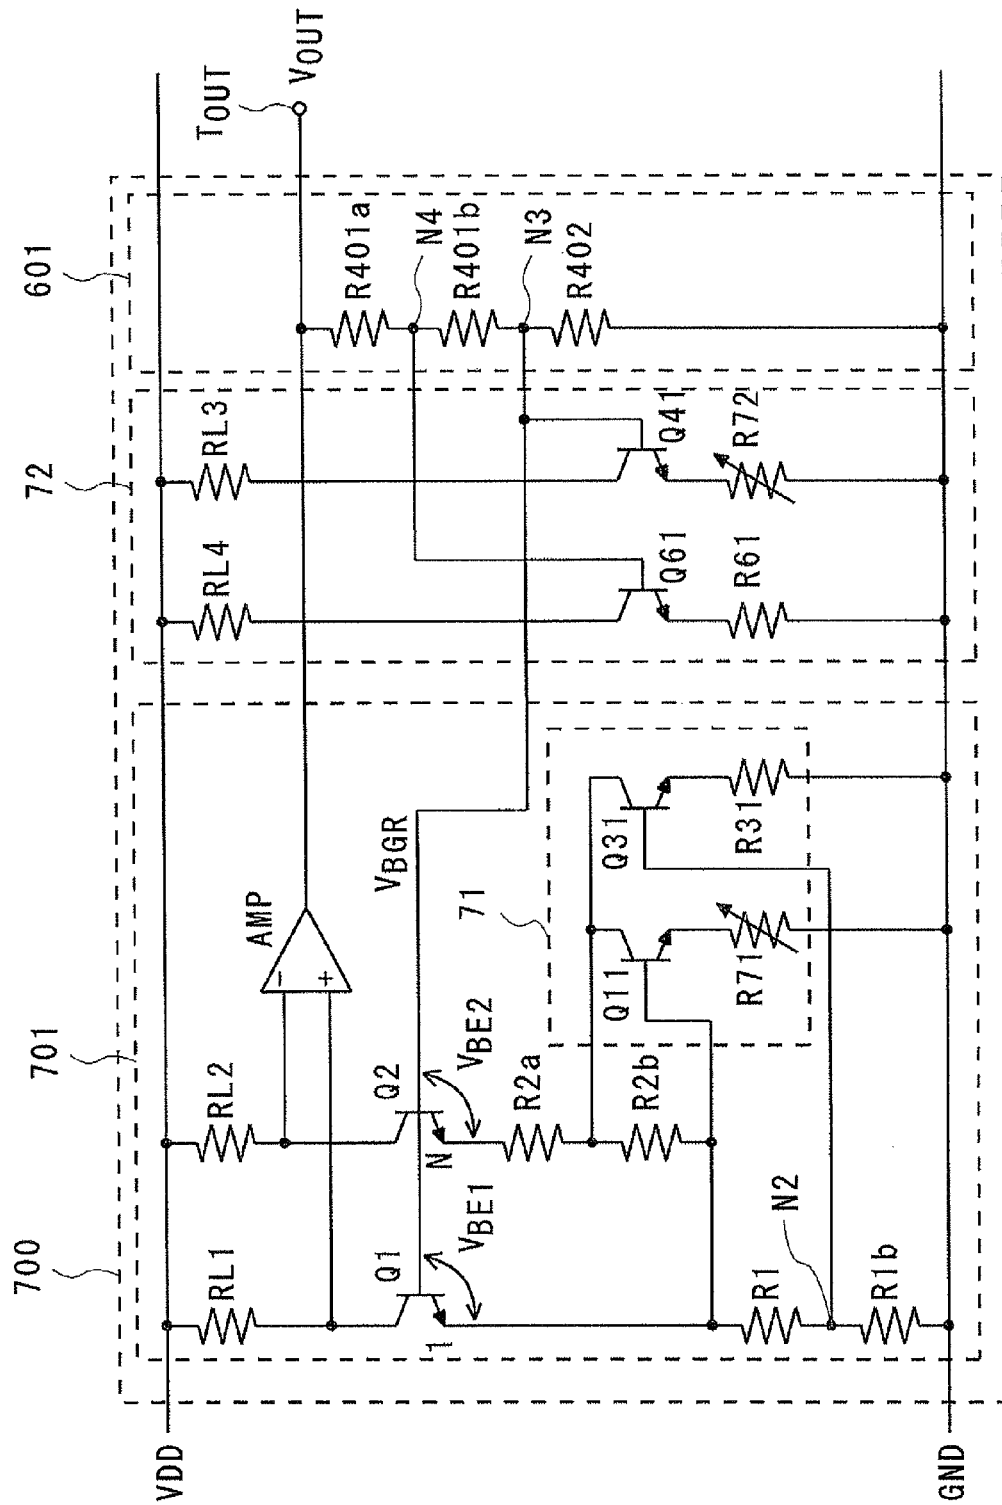 700
701
72
601
VDD
RL1
RL2
RL4
RL3
TOUT
VOUT
AMP
−
+
R401a
N4
R401b
N3
R402
Q1
Q2
VBGR
1
N
VBE1
VBE2
R2a
R2b
71
Q11
Q31
R71
R31
Q61
Q41
R61
R72
R1
N2
R1b
GND